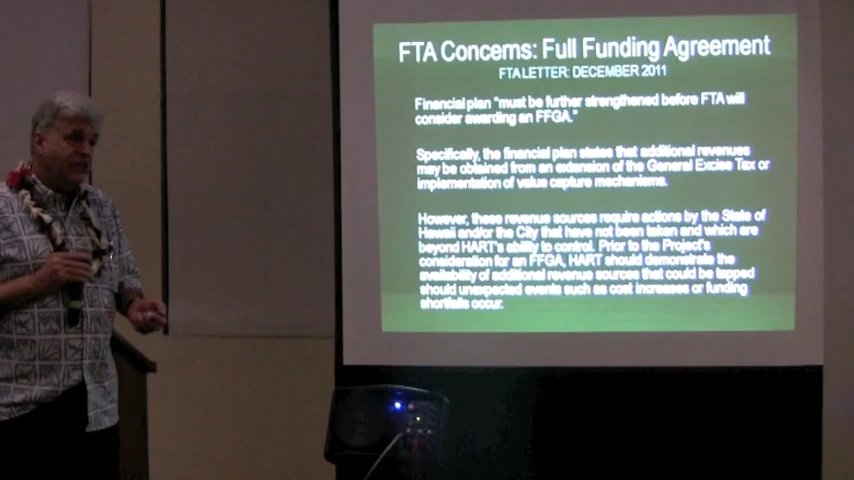 FTA Concerns: Full Funding Agreement
FTA LETTER: DECEMBER 2011
Financial plan "must be further strengthened before FTA will
consider awarding an FFGA."
Specifically, the financial plan states that additional revenues
may be obtained from an extension of the General Excise Tax or
implementation of value capture mechanisms.
However, these revenue sources require actions by the State of
Hawaii and/or the City that have not been taken and which are
beyond HART's ability to control. Prior to the Project's
consideration for an FFGA, HART should demonstrate the
availability of additional revenue sources that could be tapped
should unexpected events such as cost increases or funding
shortfalls occur.